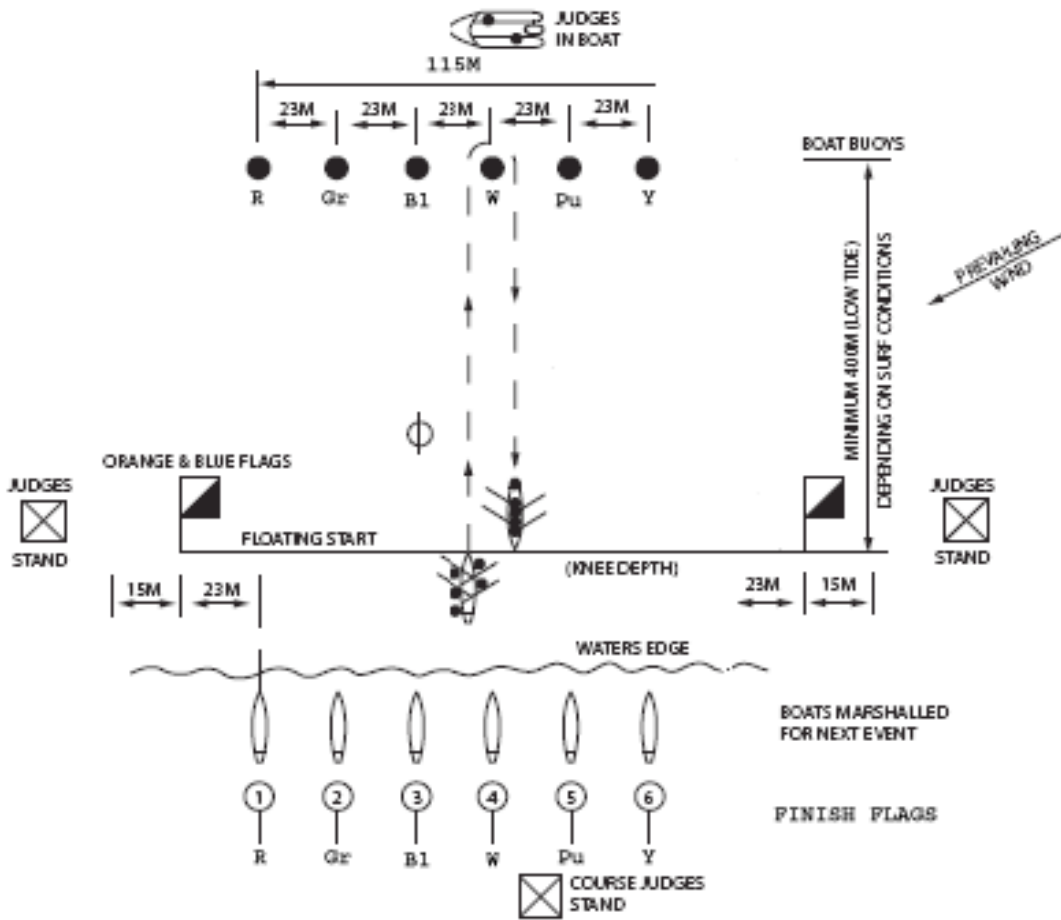 JUDGES
IN BOAT
115M
23M 23M 23M 23M 23M
BOAT BUOYS
R Gr Bl W Pu Y
PREVAILING
WIND
MINIMUM 400M (LOW TIDE)
DEPENDING ON SURF CONDITIONS
ORANGE & BLUE FLAGS
JUDGES
STAND
JUDGES
STAND
FLOATING START
(KNEE DEPTH)
15M 23M 23M 15M
WATERS EDGE
BOATS MARSHALLED
FOR NEXT EVENT
1 2 3 4 5 6
FINISH FLAGS
R Gr Bl W Pu Y
COURSE JUDGES
STAND